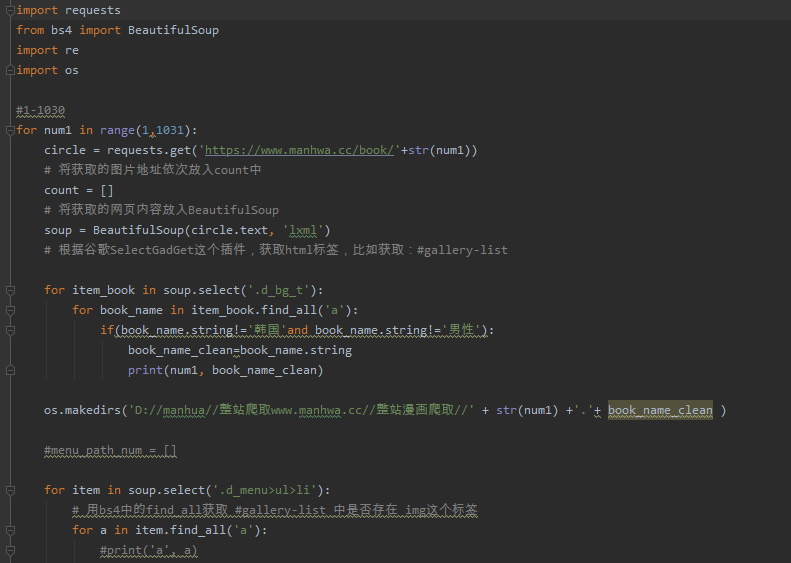 import requests
from bs4 import BeautifulSoup
import re
import os
#1-1030
for num1 in range(1,1031):
circle = requests.get('https://www.manhwa.cc/book/'+str(num1))
# 将获取的图片地址依次放入count中
count = []
# 将获取的网页内容放入BeautifulSoup
soup = BeautifulSoup(circle.text, 'lxml')
# 根据谷歌SelectGadGet这个插件，获取html标签，比如获取：#gallery-list
for item_book in soup.select('.d_bg_t'):
for book_name in item_book.find_all('a'):
if(book_name.string!='韩国'and book_name.string!='男性'):
book_name_clean=book_name.string
print(num1, book_name_clean)
os.makedirs('D://manhua//整站爬取www.manhwa.cc//整站漫画爬取//' + str(num1) +'.'+ book_name_clean )
#menu_path_num = []
for item in soup.select('.d_menu>ul>li'):
# 用bs4中的find_all获取 #gallery-list 中是否存在 img这个标签
for a in item.find_all('a'):
#print('a', a)